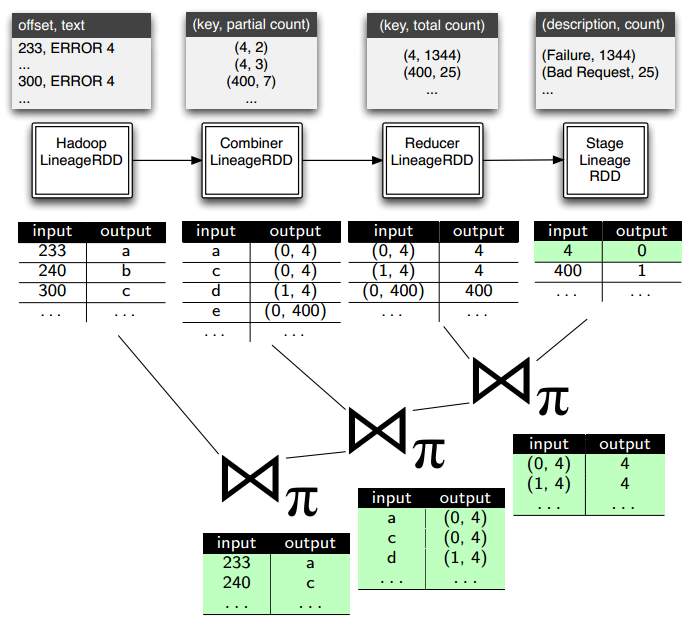 offset, text
233, ERROR 4
...
300, ERROR 4
...
(key, partial count)
(4, 2)
(4, 3)
(400, 7)
...
(key, total count)
(4, 1344)
(400, 25)
...
(description, count)
(Failure, 1344)
(Bad Request, 25)
...
Hadoop
LineageRDD
Combiner
LineageRDD
Reducer
LineageRDD
Stage
Lineage
RDD
input output
233 a
240 b
300 c
... ...
input output
a (0, 4)
c (0, 4)
d (1, 4)
e (0, 400)
... ...
input output
(0, 4) 4
(1, 4) 4
(0, 400) 400
... ...
input output
4 0
400 1
... ...
⋈π
⋈π
⋈π
input output
(0, 4) 4
(1, 4) 4
... ...
input output
a (0, 4)
c (0, 4)
d (1, 4)
... ...
input output
233 a
240 c
... ...